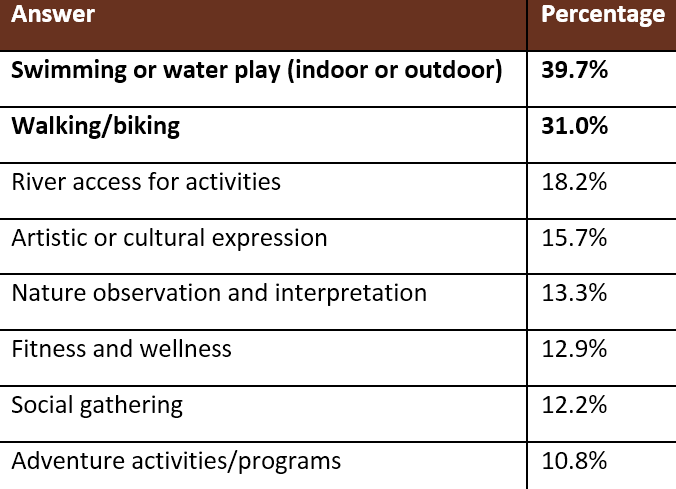 Answer Percentage
Swimming or water play (indoor or outdoor) 39.7%
Walking/biking 31.0%
River access for activities 18.2%
Artistic or cultural expression 15.7%
Nature observation and interpretation 13.3%
Fitness and wellness 12.9%
Social gathering 12.2%
Adventure activities/programs 10.8%